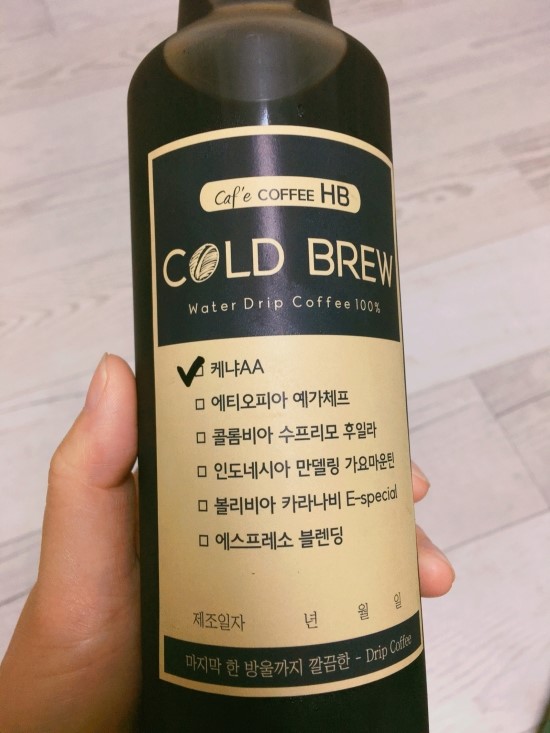 Caf'e COFFEE HB
COLD BREW
Water Drip Coffee 100%
케냐AA
에티오피아 예가체프
콜롬비아 수프리모 후일라
인도네시아 만델링 가요마운틴
볼리비아 카라나비 E-special
에스프레소 블렌딩
제조일자 년 월 일
마지막 한 방울까지 깔끔한 - Drip Coffee